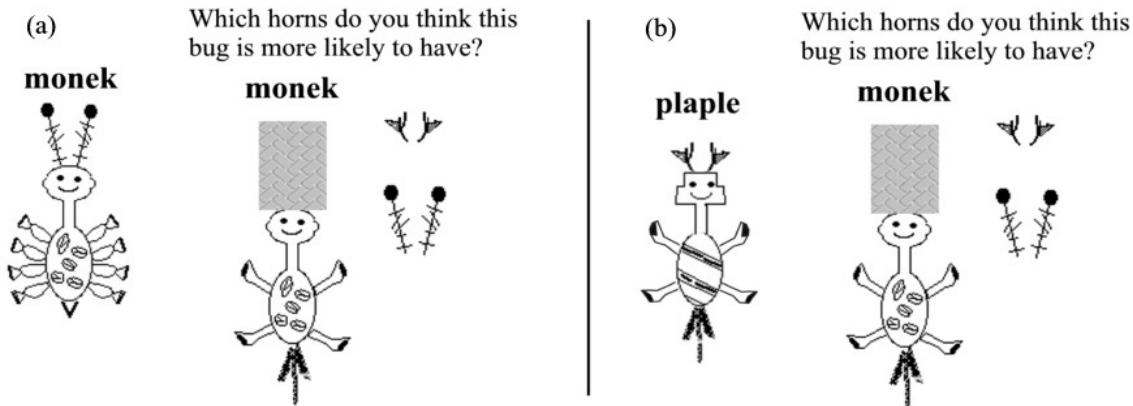 (a)
Which horns do you think this
bug is more likely to have?
monek
monek
(b)
Which horns do you think this
bug is more likely to have?
plaple
monek